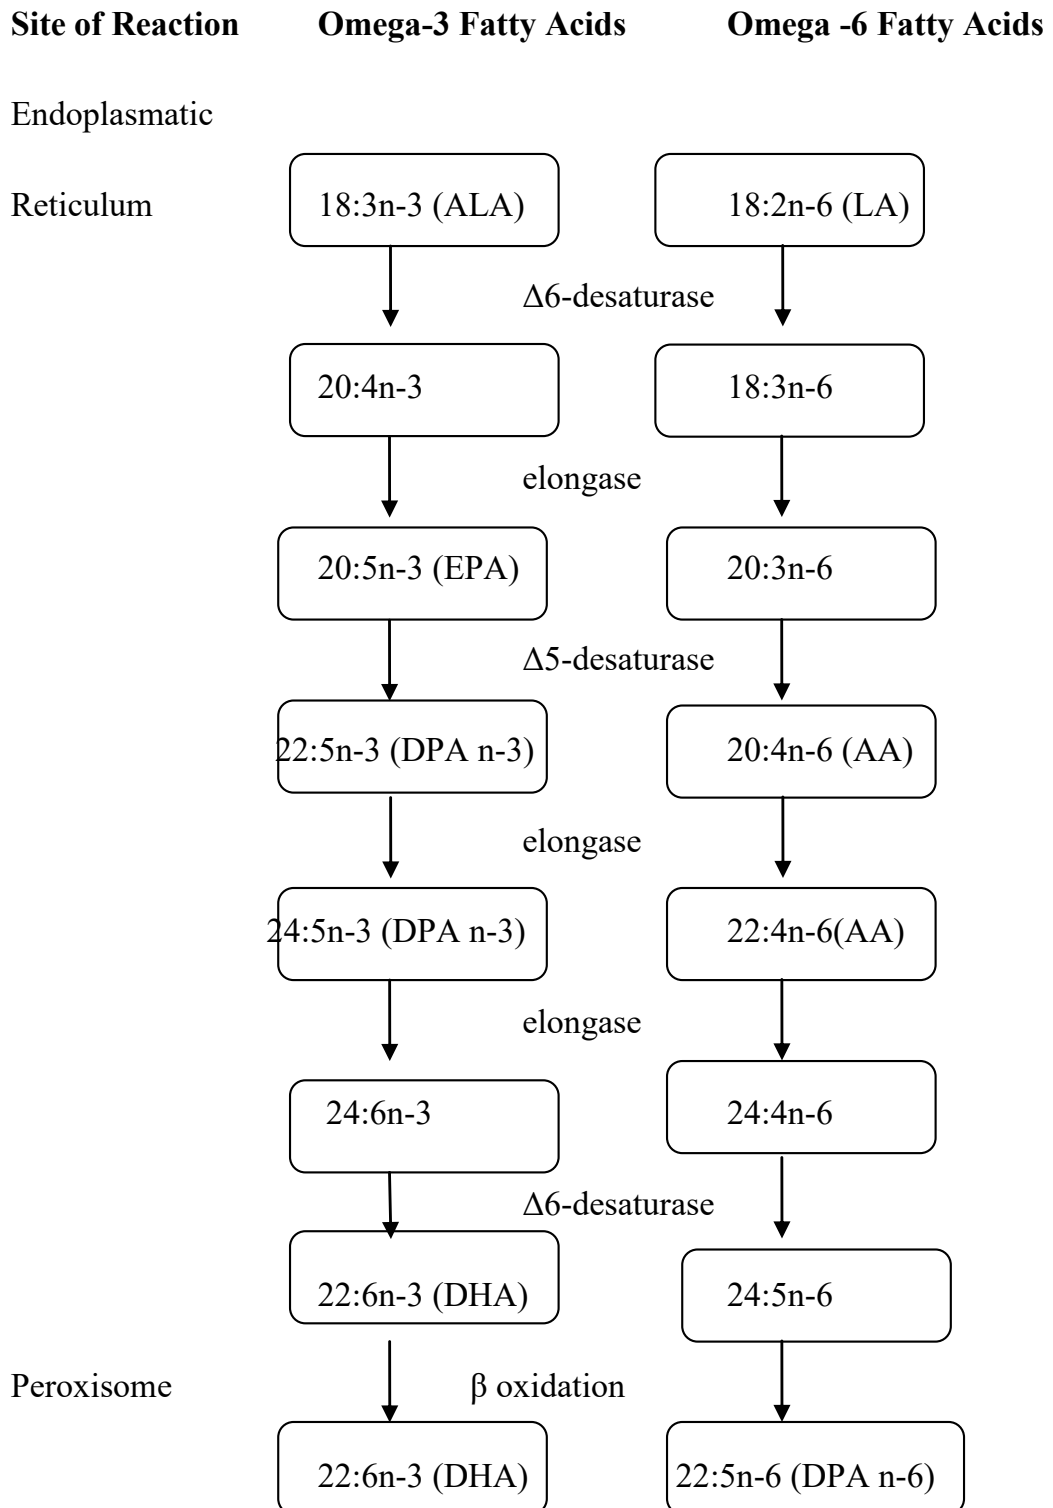 Site of Reaction Omega-3 Fatty Acids Omega -6 Fatty Acids
Endoplasmatic
Reticulum 18:3n-3 (ALA) 18:2n-6 (LA)
Δ6-desaturase
20:4n-3 18:3n-6
elongase
20:5n-3 (EPA) 20:3n-6
Δ5-desaturase
22:5n-3 (DPA n-3) 20:4n-6 (AA)
elongase
24:5n-3 (DPA n-3) 22:4n-6(AA)
elongase
24:6n-3 24:4n-6
Δ6-desaturase
22:6n-3 (DHA) 24:5n-6
Peroxisome β oxidation
22:6n-3 (DHA) 22:5n-6 (DPA n-6)